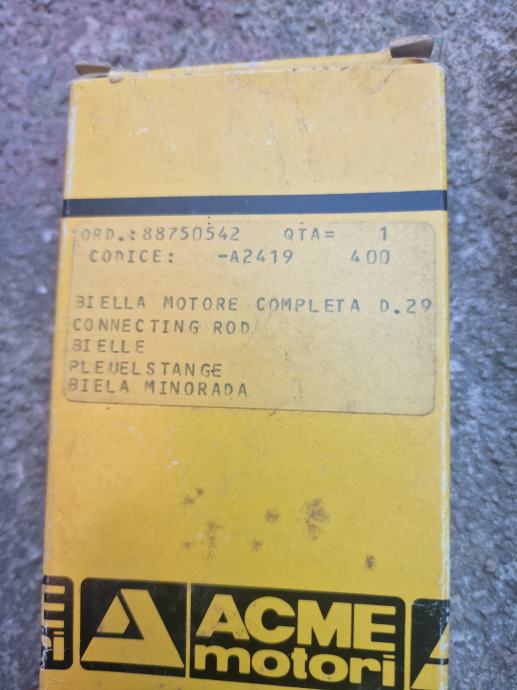 ORD.:88750542 QTA= 1
CODICE: -A2419 400
BIELLA MOTORE COMPLETA D.29
CONNECTING ROD
BIELLE
PLEUELSTANGE
BIELA MINORADA
ACME
motori